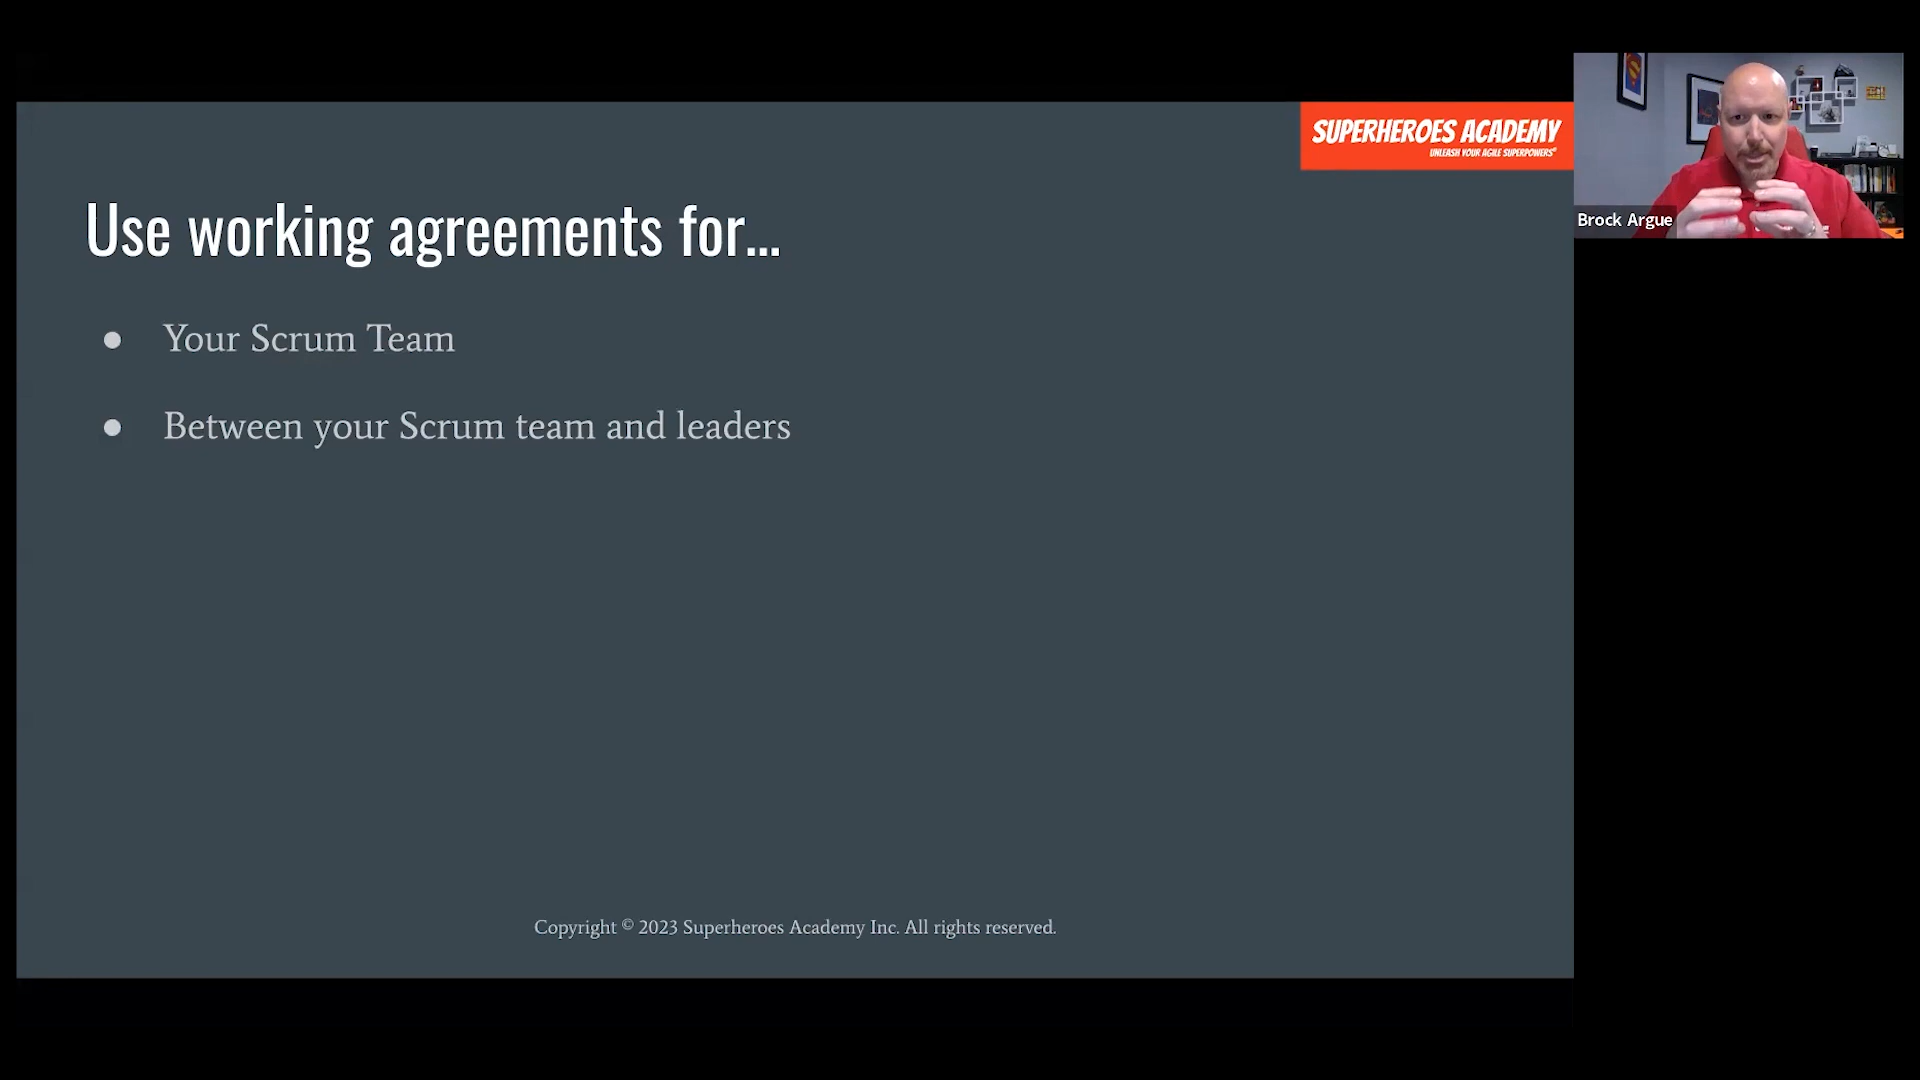 SUPERHEROES ACADEMY
UNLEASH YOUR AGILE SUPERPOWERS®
Brock Argue
Use working agreements for...
● Your Scrum Team
● Between your Scrum team and leaders
Copyright © 2023 Superheroes Academy Inc. All rights reserved.